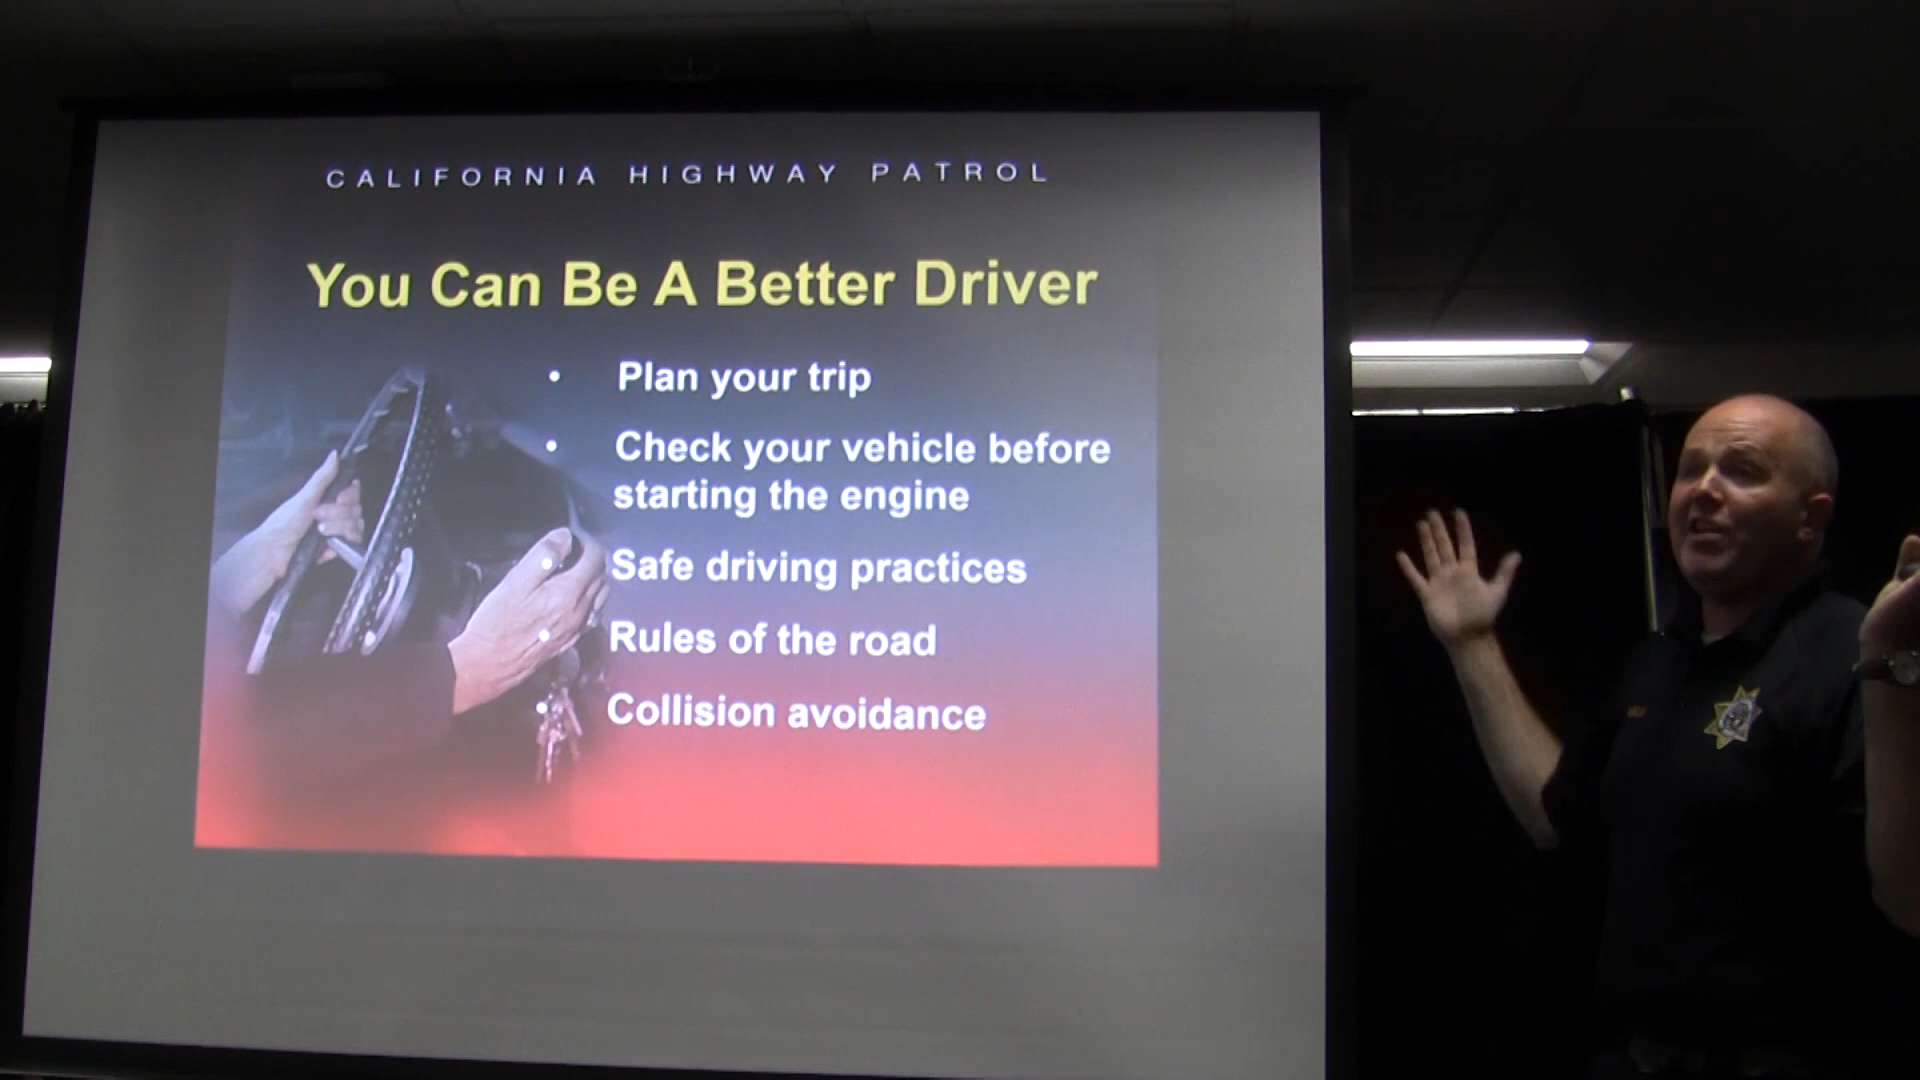 CALIFORNIA HIGHWAY PATROL
You Can Be A Better Driver
• Plan your trip
• Check your vehicle before
starting the engine
• Safe driving practices
• Rules of the road
• Collision avoidance